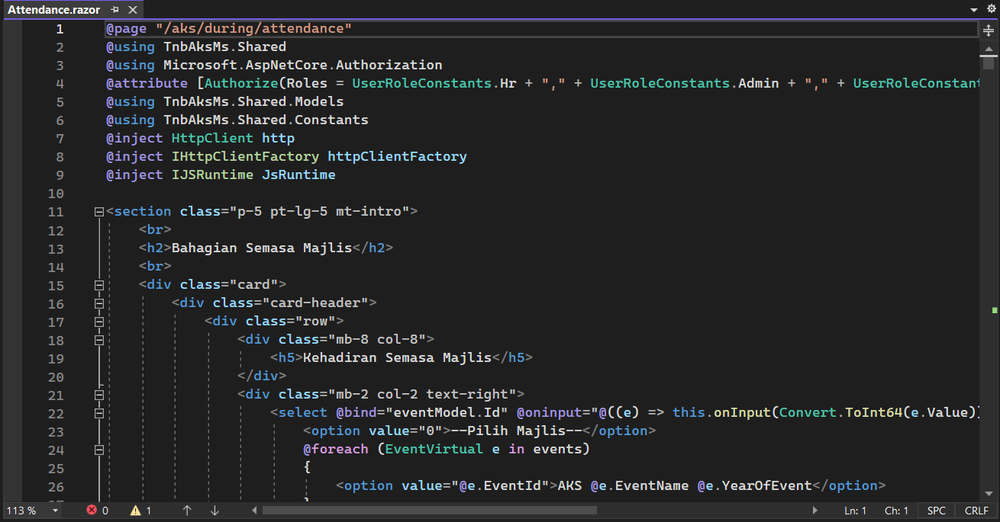 Attendance.razor
1 @page "/aks/during/attendance"
2 @using TnbAksMs.Shared
3 @using Microsoft.AspNetCore.Authorization
4 @attribute [Authorize(Roles = UserRoleConstants.Hr + "," + UserRoleConstants.Admin + "," + UserRoleConstant
5 @using TnbAksMs.Shared.Models
6 @using TnbAksMs.Shared.Constants
7 @inject HttpClient http
8 @inject IHttpClientFactory httpClientFactory
9 @inject IJSRuntime JsRuntime
10
11 <section class="p-5 pt-lg-5 mt-intro">
12 <br>
13 <h2>Bahagian Semasa Majlis</h2>
14 <br>
15 <div class="card">
16 <div class="card-header">
17 <div class="row">
18 <div class="mb-8 col-8">
19 <h5>Kehadiran Semasa Majlis</h5>
20 </div>
21 <div class="mb-2 col-2 text-right">
22 <select @bind="eventModel.Id" @oninput="@((e) => this.onInput(Convert.ToInt64(e.Value))
23 <option value="0">--Pilih Majlis--</option>
24 @foreach (EventVirtual e in events)
25 {
26 <option value="@e.EventId">AKS @e.EventName @e.YearOfEvent</option>
113 % 0 1 Ln: 1 Ch: 1 SPC CRLF